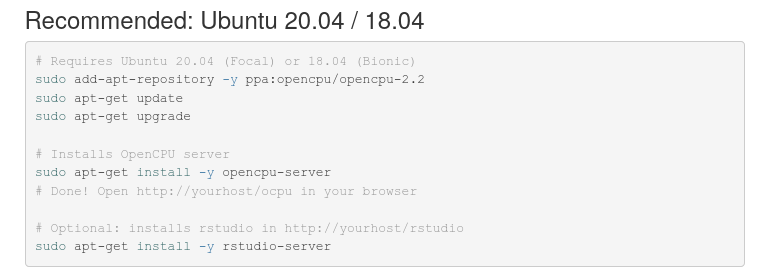 Recommended: Ubuntu 20.04 / 18.04
# Requires Ubuntu 20.04 (Focal) or 18.04 (Bionic)
sudo add-apt-repository -y ppa:opencpu/opencpu-2.2
sudo apt-get update
sudo apt-get upgrade
# Installs OpenCPU server
sudo apt-get install -y opencpu-server
# Done! Open http://yourhost/ocpu in your browser
# Optional: installs rstudio in http://yourhost/rstudio
sudo apt-get install -y rstudio-server